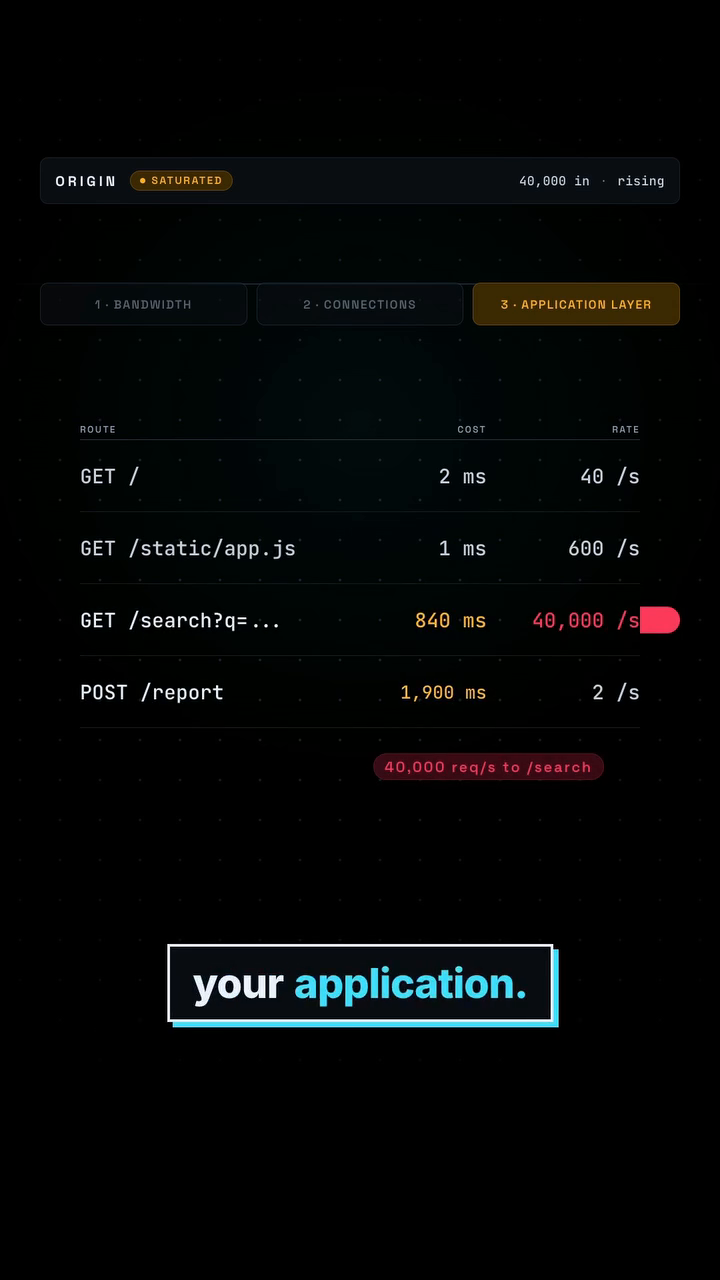 ORIGIN SATURATED 40,000 in · rising
1 · BANDWIDTH 2 · CONNECTIONS 3 · APPLICATION LAYER
ROUTE COST RATE
GET / 2 ms 40 /s
GET /static/app.js 1 ms 600 /s
GET /search?q=... 840 ms 40,000 /s
POST /report 1,900 ms 2 /s
40,000 req/s to /search
your application.